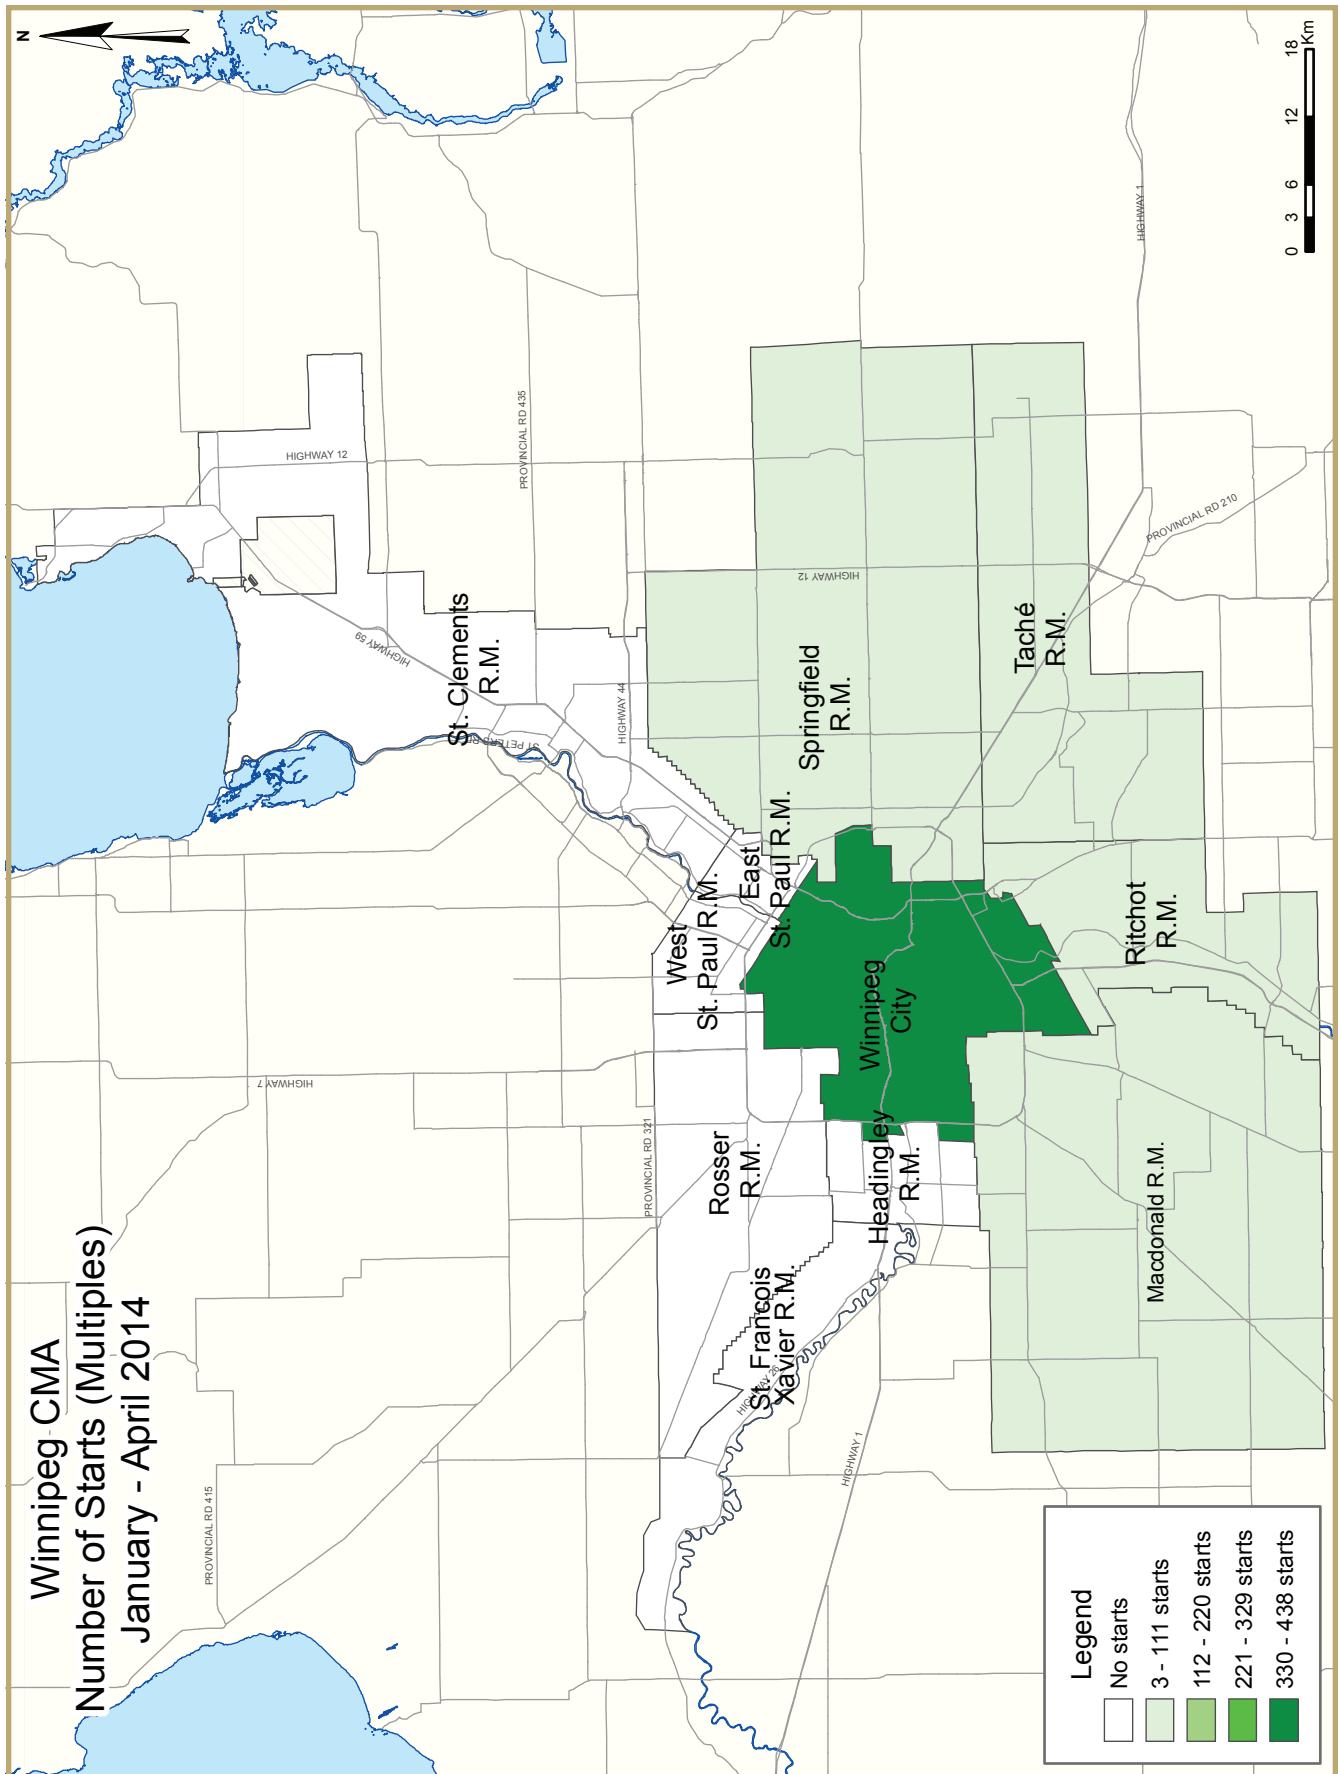 Winnipeg CMA
Number of Starts (Multiples)
January - April 2014
N
PROVINCIAL RD 415
HIGHWAY 7
PROVINCIAL RD 321
HIGHWAY 59
HIGHWAY 12
PROVINCIAL RD 435
St. Clements
R.M.
ST PETERS RD
HIGHWAY 44
West
St. Paul R.M.
East
St. Paul R.M.
Rosser
R.M.
St. Francois
Xavier R.M.
HIGHWAY 26
Springfield
R.M.
HIGHWAY 12
Winnipeg
City
Headingley
R.M.
HIGHWAY 1
Taché
R.M.
HIGHWAY 1
PROVINCIAL RD 210
Ritchot
R.M.
Macdonald R.M.
Legend
No starts
3 - 111 starts
112 - 220 starts
221 - 329 starts
330 - 438 starts
0 3 6 12 18
Km